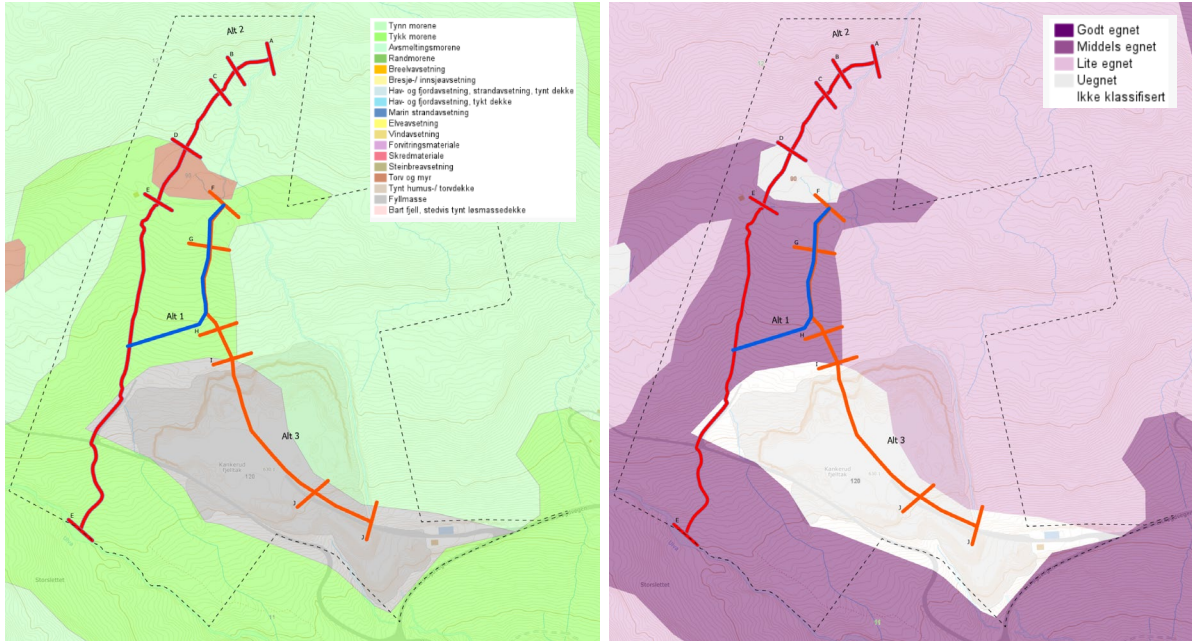 Tynn morene
Tykk morene
Avsmeltingsmorene
Randmorene
Breelvavsetning
Bresjø-/ innsjøavsetning
Hav- og fjordavsetning, strandavsetning, tynt dekke
Hav- og fjordavsetning, tykt dekke
Marin strandavsetning
Elveavsetning
Vindavsetning
Forvitringsmateriale
Skredmateriale
Steinbreavsetning
Torv og myr
Tynt humus-/ torvdekke
Fyllmasse
Bart fjell, stedvis tynt løsmassedekke
Alt 2
A
B
C
D
E
F
G
Alt 1
H
I
Alt 3
120
J
J
E
Godt egnet
Middels egnet
Lite egnet
Uegnet
Ikke klassifisert
Alt 2
A
B
C
D
E
F
G
Alt 1
H
I
Alt 3
120
J
J
E